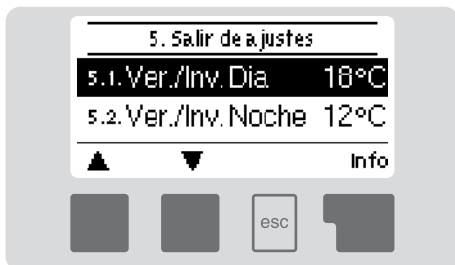 5. Salir de ajustes
5.1. Ver./Inv. Dia 18°C
5.2. Ver./Inv. Noche 12°C
▲ ▼ Info
esc